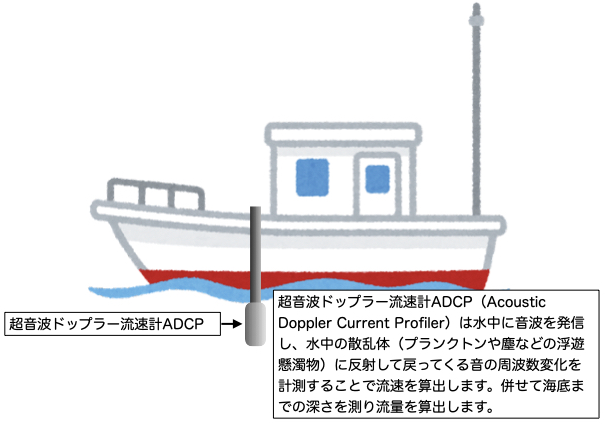 超音波ドップラー流速計ADCP
超音波ドップラー流速計ADCP（Acoustic
Doppler Current Profiler）は水中に音波を発信
し、水中の散乱体（プランクトンや塵などの浮遊
懸濁物）に反射して戻ってくる音の周波数変化を
計測することで流速を算出します。併せて海底ま
での深さを測り流量を算出します。